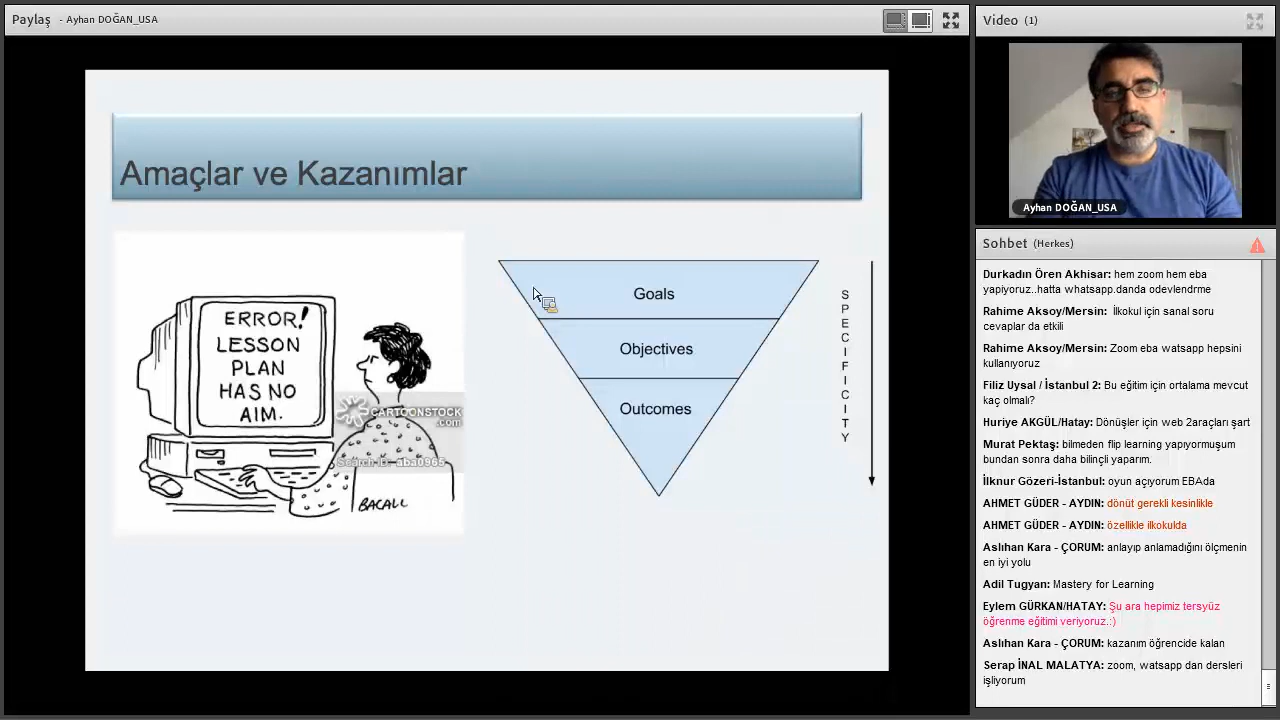 Paylaş - Ayhan DOĞAN_USA
Amaçlar ve Kazanımlar
ERROR!
LESSON
PLAN
HAS NO
AIM.
CARTOONSTOCK
.com
Search ID: aba0965
BACALL
Goals
Objectives
Outcomes
SPECIFICITY
Video (1)
Ayhan DOĞAN_USA
Sohbet (Herkes)
Durkadın Ören Akhisar: hem zoom hem eba
yapiyoruz..hatta whatsapp.danda odevlendrme
Rahime Aksoy/Mersin: İlkokul için sanal soru
cevaplar da etkili
Rahime Aksoy/Mersin: Zoom eba watsapp hepsini
kullanıyoruz
Filiz Uysal / İstanbul 2: Bu eğitim için ortalama mevcut
kaç olmalı?
Huriye AKGÜL/Hatay: Dönüşler için web 2araçları şart
Murat Pektaş: bilmeden flip learning yapıyormuşum
bundan sonra daha bilinçli yaparım.
İlknur Gözeri-İstanbul: oyun açıyorum EBAda
AHMET GÜDER - AYDIN: dönüt gerekli kesinlikle
AHMET GÜDER - AYDIN: özellikle ilkokulda
Aslıhan Kara - ÇORUM: anlayıp anlamadığını ölçmenin
en iyi yolu
Adil Tugyan: Mastery for Learning
Eylem GÜRKAN/HATAY: Şu ara hepimiz tersyüz
öğrenme eğitimi veriyoruz.:)
Aslıhan Kara - ÇORUM: kazanım öğrencide kalan
Serap İNAL MALATYA: zoom, watsapp dan dersleri
işliyorum